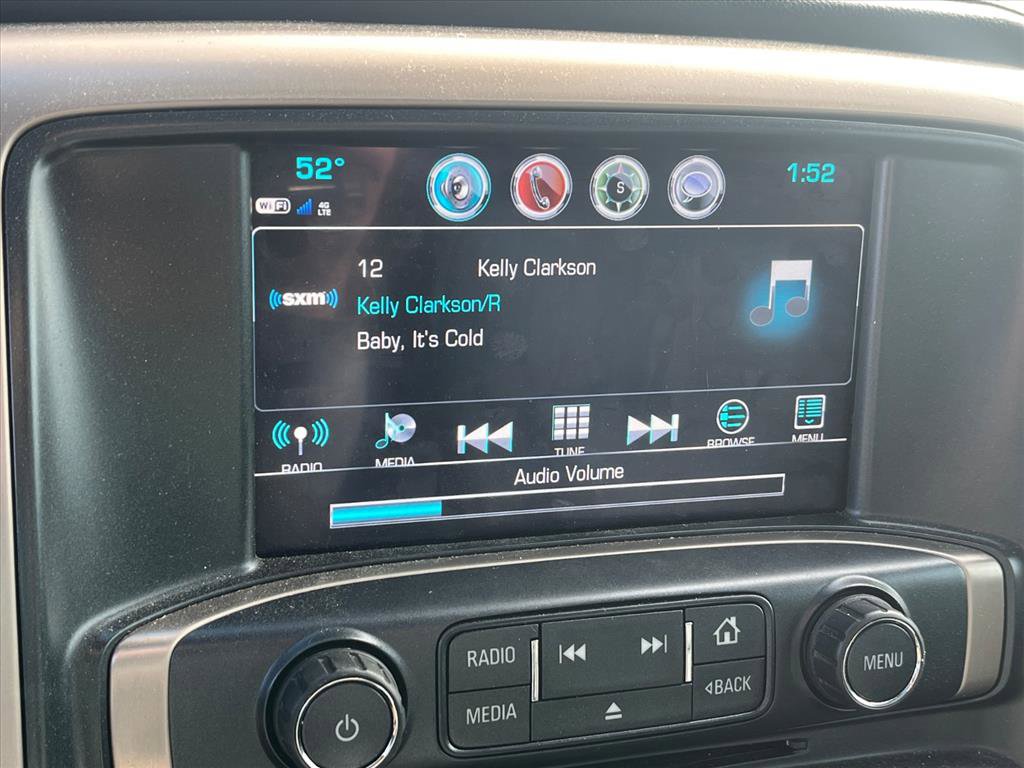 52°
1:52
WiFi
4G
LTE
S
12
Kelly Clarkson
((sxm))
Kelly Clarkson/R
Baby, It's Cold
RADIO
MEDIA
TUNE
BROWSE
MENU
Audio Volume
RADIO
MEDIA
BACK
MENU